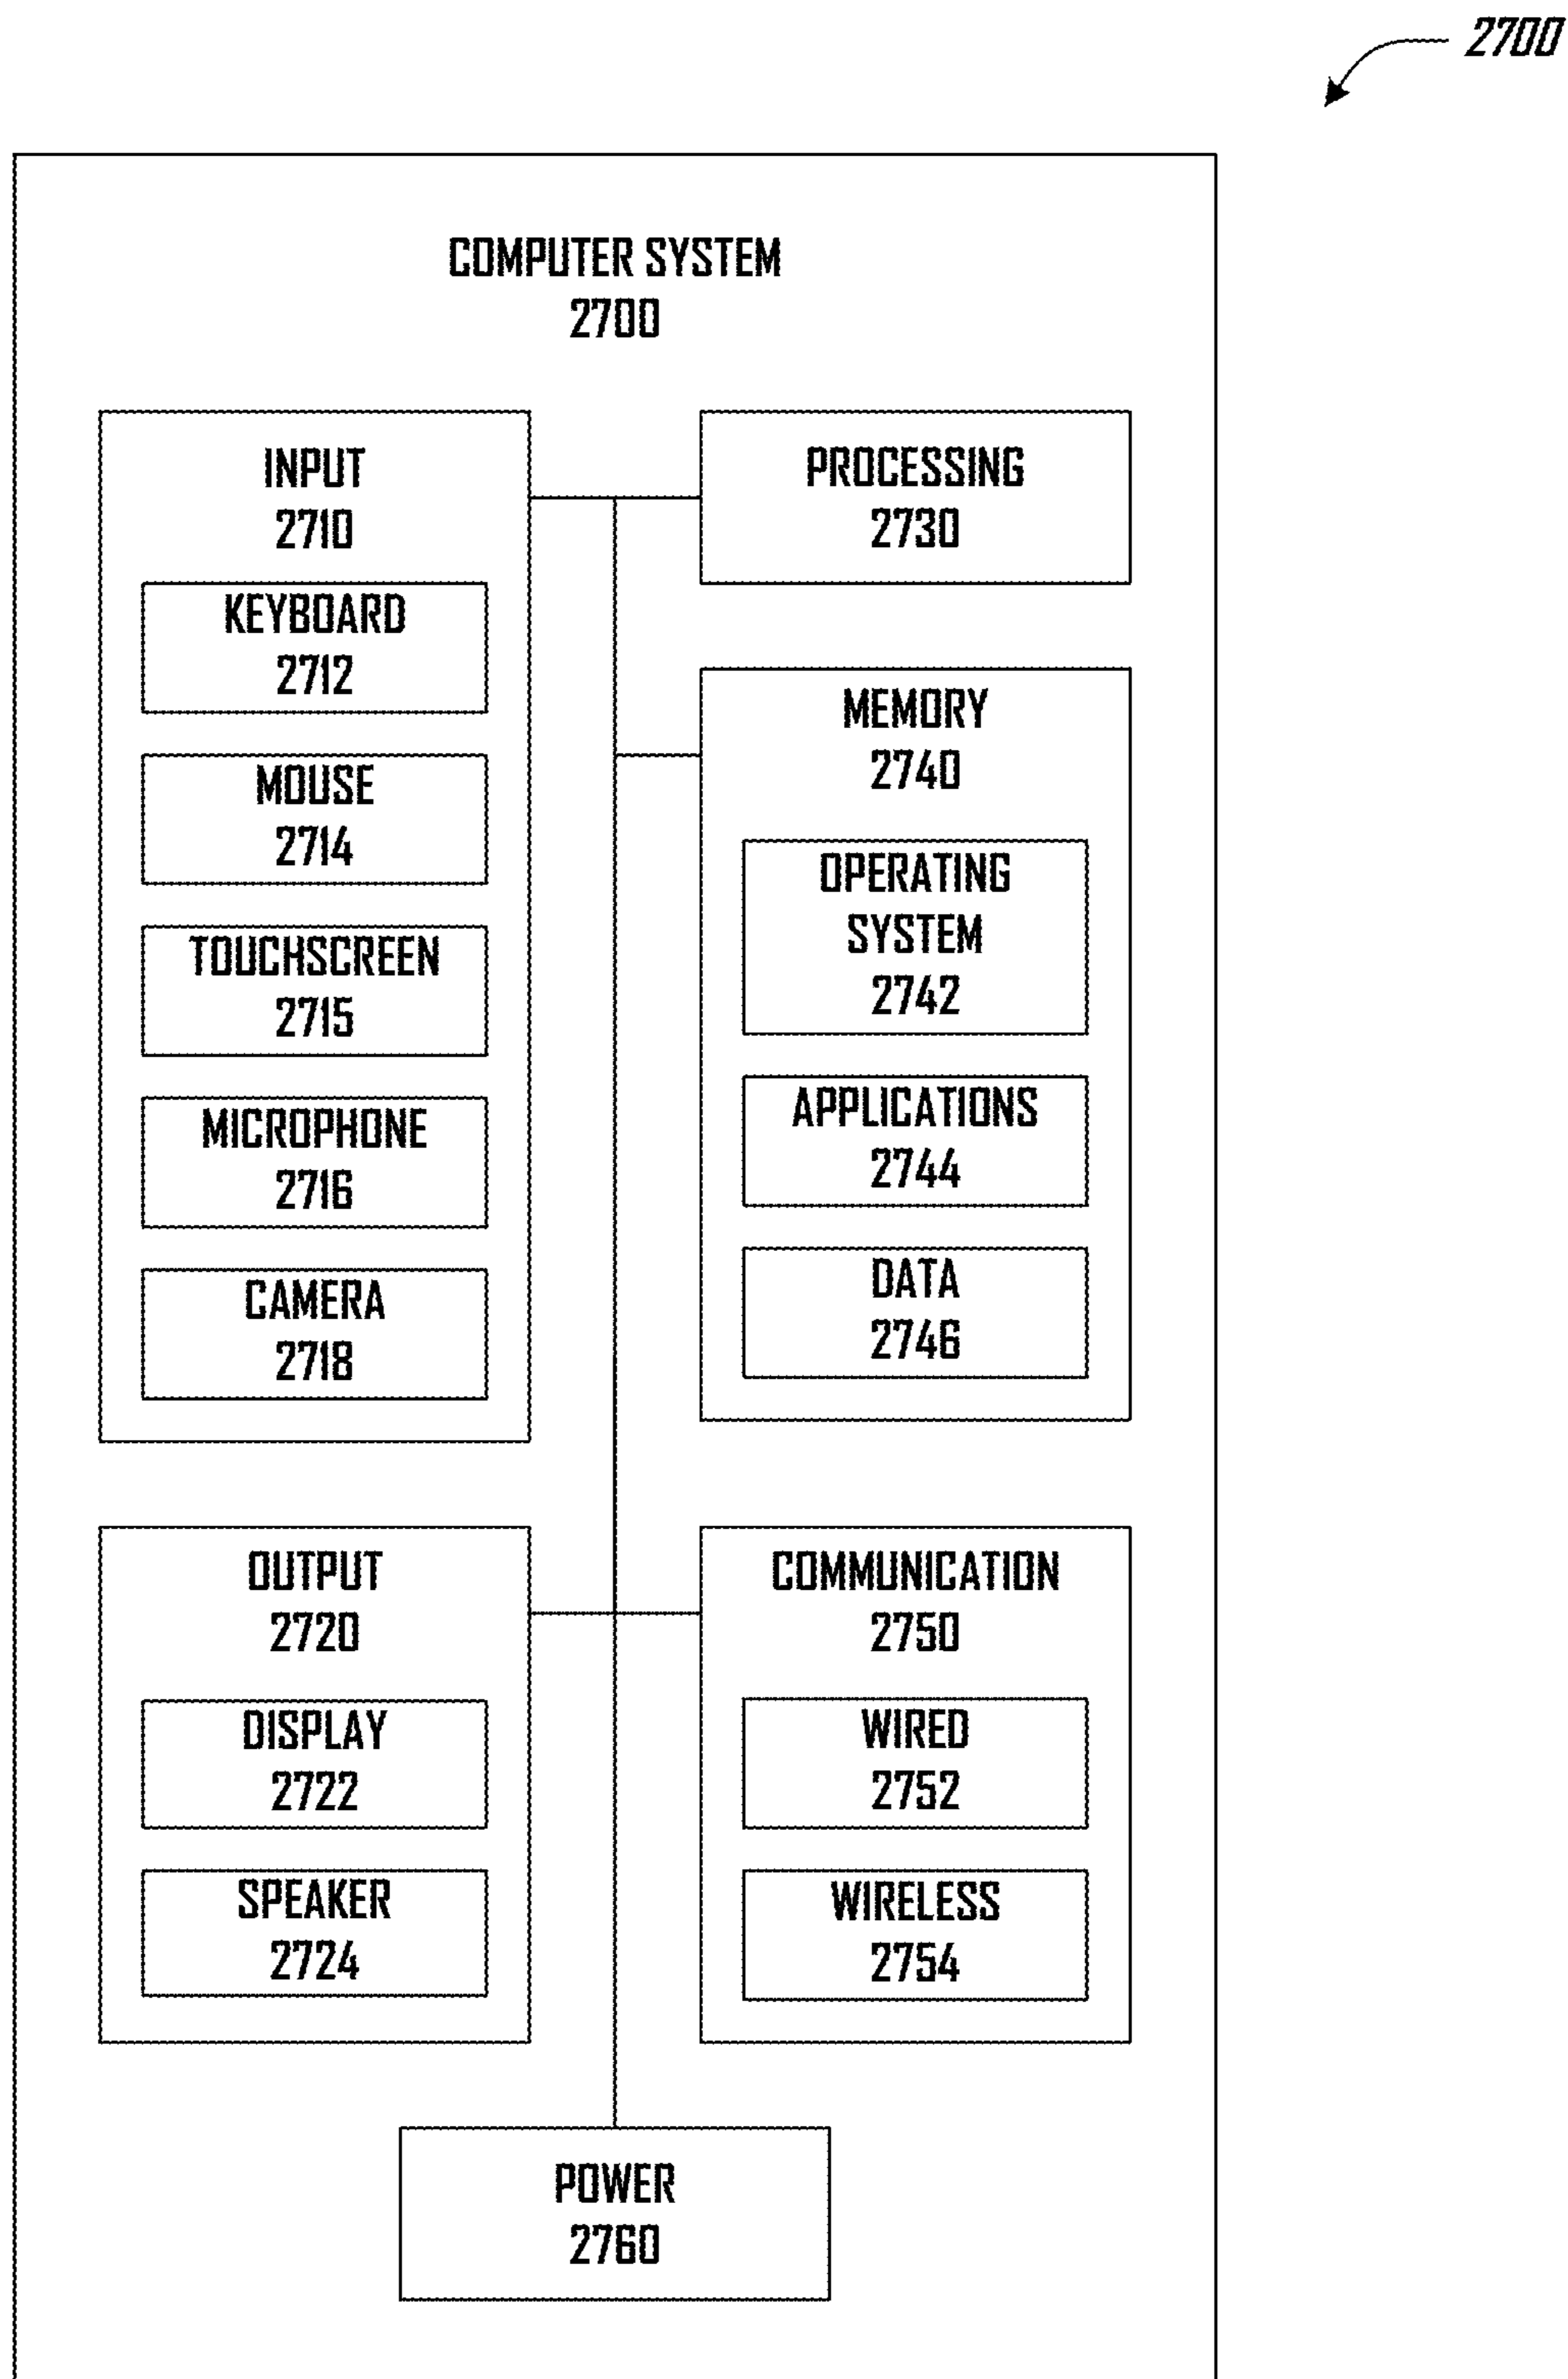 2700
COMPUTER SYSTEM
2700
INPUT
2710
KEYBOARD
2712
MOUSE
2714
TOUCHSCREEN
2715
MICROPHONE
2716
CAMERA
2718
OUTPUT
2720
DISPLAY
2722
SPEAKER
2724
PROCESSING
2730
MEMORY
2740
OPERATING
SYSTEM
2742
APPLICATIONS
2744
DATA
2746
COMMUNICATION
2750
WIRED
2752
WIRELESS
2754
POWER
2760